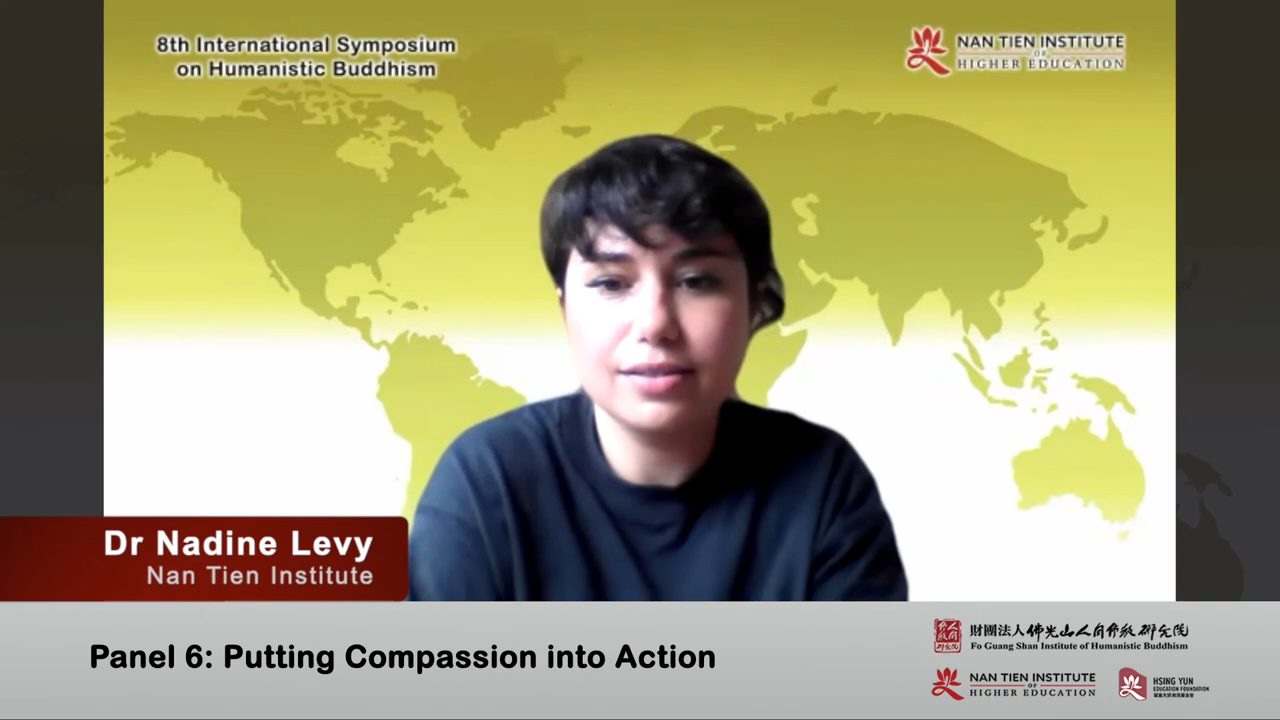 8th International Symposium
on Humanistic Buddhism
NAN TIEN INSTITUTE
OF
HIGHER EDUCATION
Dr Nadine Levy
Nan Tien Institute
Panel 6: Putting Compassion into Action
財團法人佛光山人間佛教研究院
Fo Guang Shan Institute of Humanistic Buddhism
NAN TIEN INSTITUTE
OF
HIGHER EDUCATION
HSING YUN
EDUCATION FOUNDATION